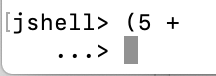 [jshell> (5 +
...>